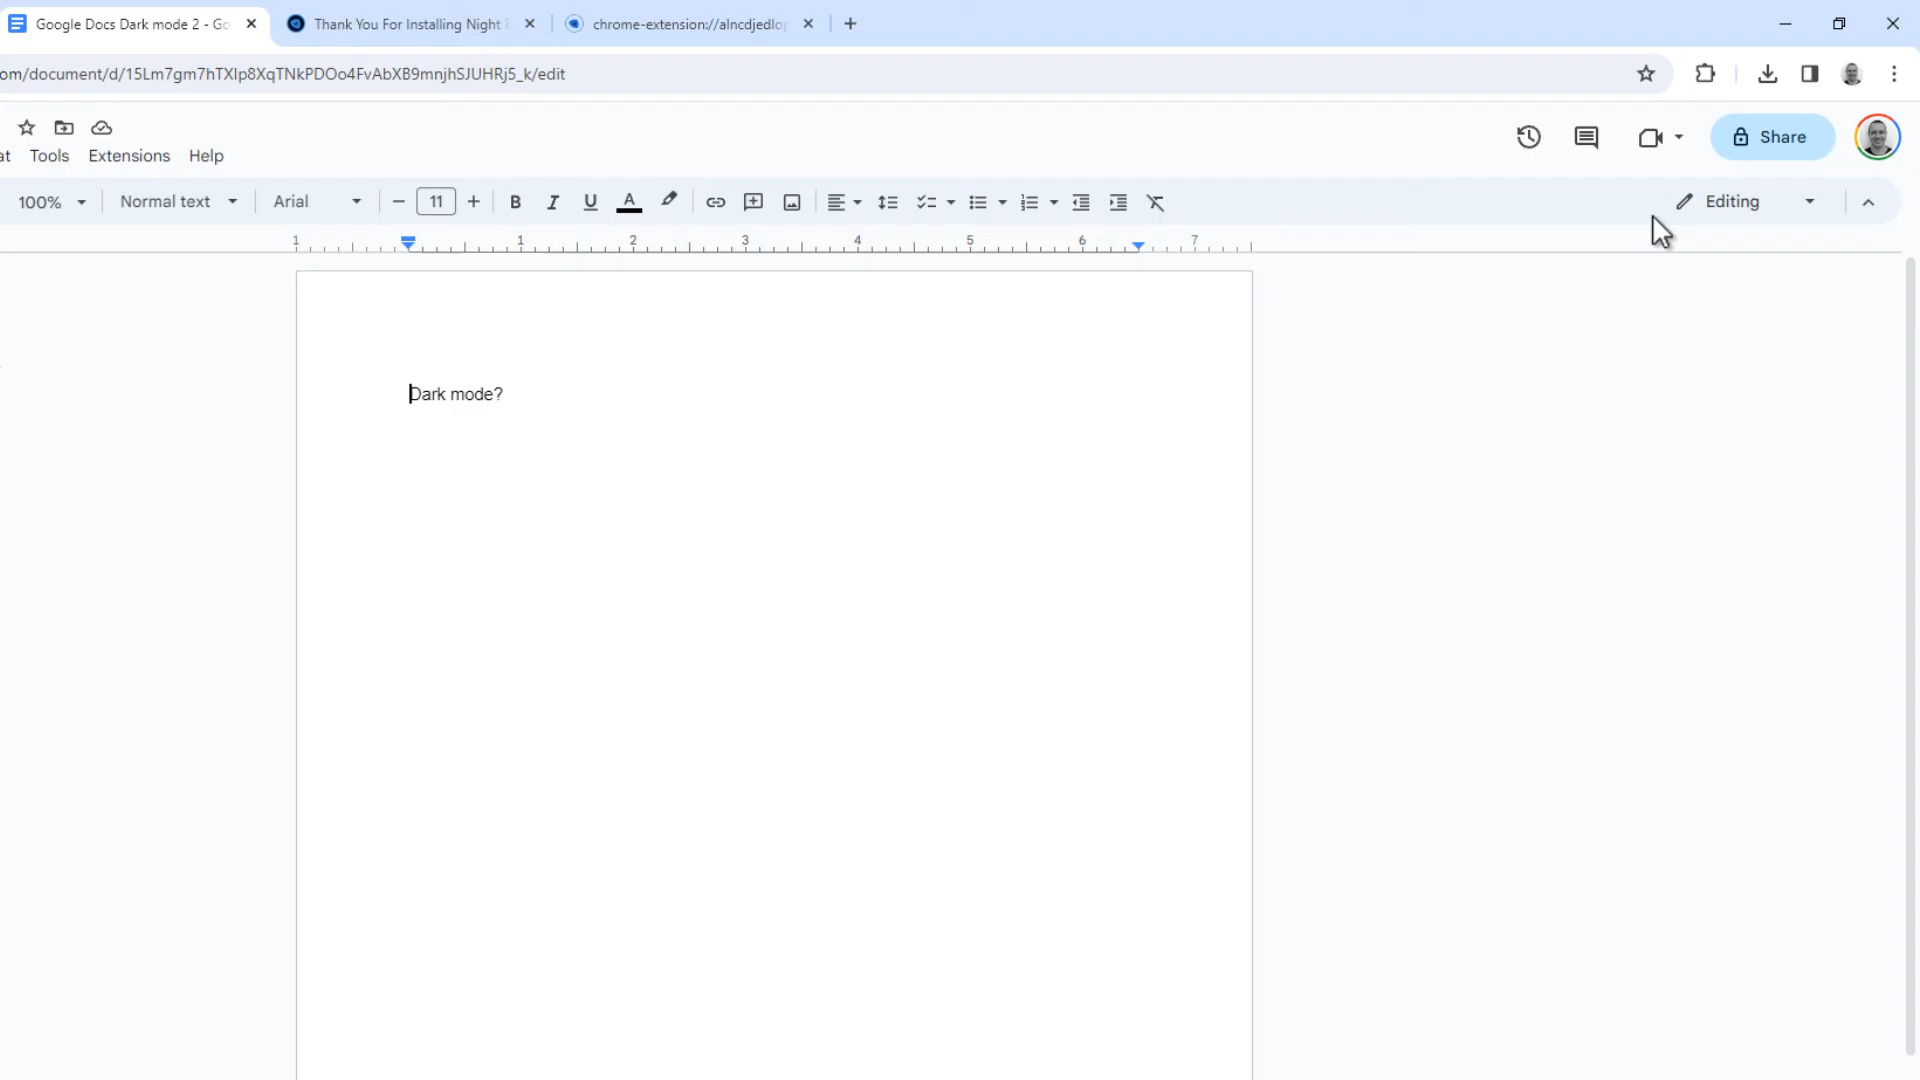 Google Docs Dark mode 2 - Go
Thank You For Installing Night
chrome-extension://alncdjedlo
om/document/d/15Lm7gm7hTXIp8XqTNkPDOo4FvAbXB9mnjhSJUHRj5_k/edit
at Tools Extensions Help
Share
100% Normal text Arial 11 B I U A Editing
1 1 2 3 4 5 6 7
Dark mode?